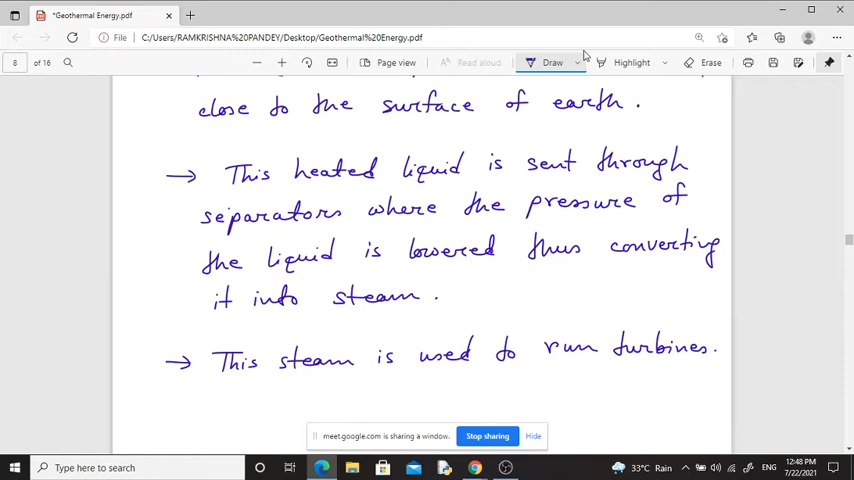 *Geothermal Energy.pdf
File
C:/Users/RAMKRISHNA%20PANDEY/Desktop/Geothermal%20Energy.pdf
8 of 16
Page view
Read aloud
Draw
Highlight
Erase
close to the surface of earth.
→ This heated liquid is sent through
separators where the pressure of
the liquid is lowered thus converting
it into steam.
→ This steam is used to run turbines.
meet.google.com is sharing a window. Stop sharing Hide
Type here to search
33°C Rain
ENG
12:48 PM
7/22/2021